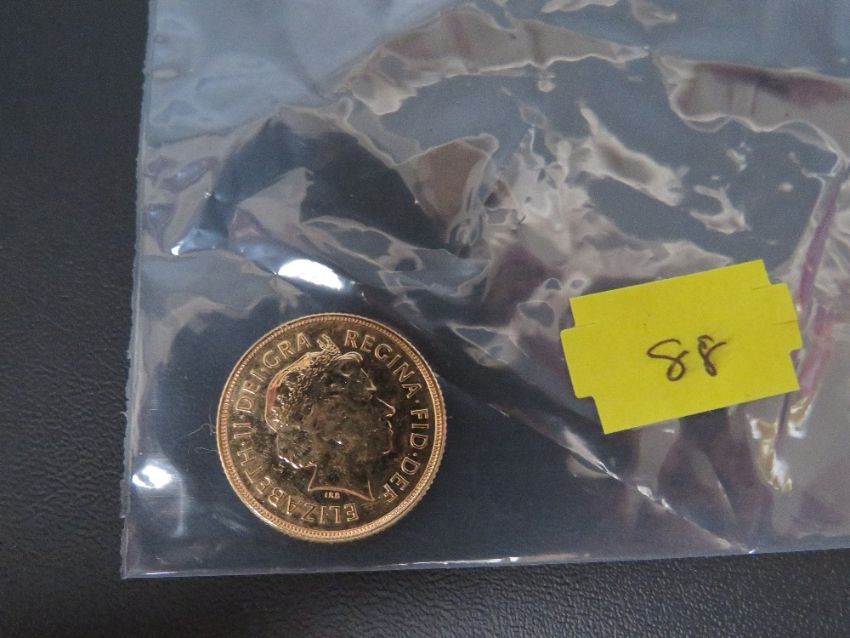 ELIZABETH·II·DEI·GRA REGINA·FID·DEF
IRB
88